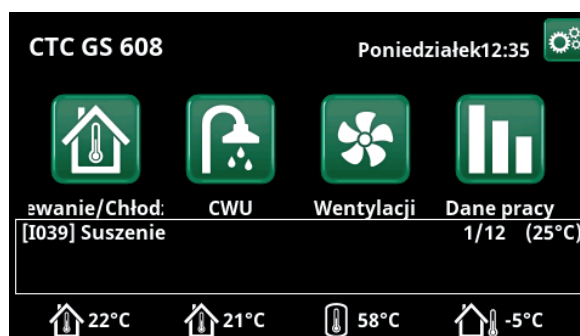 CTC GS 608
Poniedziałek12:35
ewanie/Chłod:
CWU
Wentylacji
Dane pracy
[I039] Suszenie 1/12 (25°C)
22°C 21°C 58°C -5°C